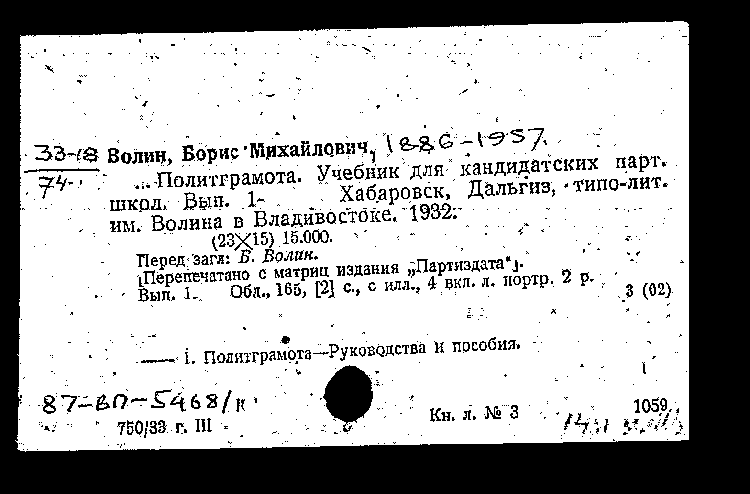 33-18 Волин, Борис Михайлович, 1886-1957.
74- ...Политграмота. Учебник для кандидатских парт.
школ. Вып. 1- Хабаровск, Дальгиз, типо-лит.
им. Волина в Владивостоке. 1932.
(23X15) 15.000.
Перед загл: Б. Волин.
[Перепечатано с матриц издания „Партиздата“].
Вып. 1. Обл., 165, [2] с., с илл., 4 вкл. л. портр. 2 р.
3 (02)
—— 1. Политграмота—Руководства и пособия.
1
87-ВП-5468/к
750/33 г. III Кн. л. № 3 1059